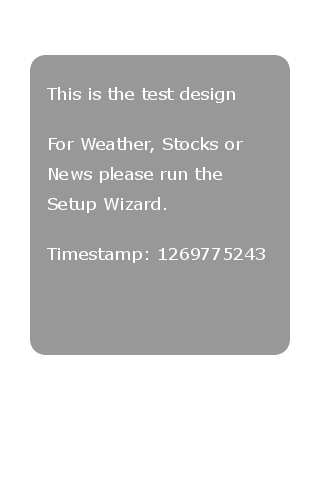 This is the test design
For Weather, Stocks or
News please run the
Setup Wizard.
Timestamp: 1269775243